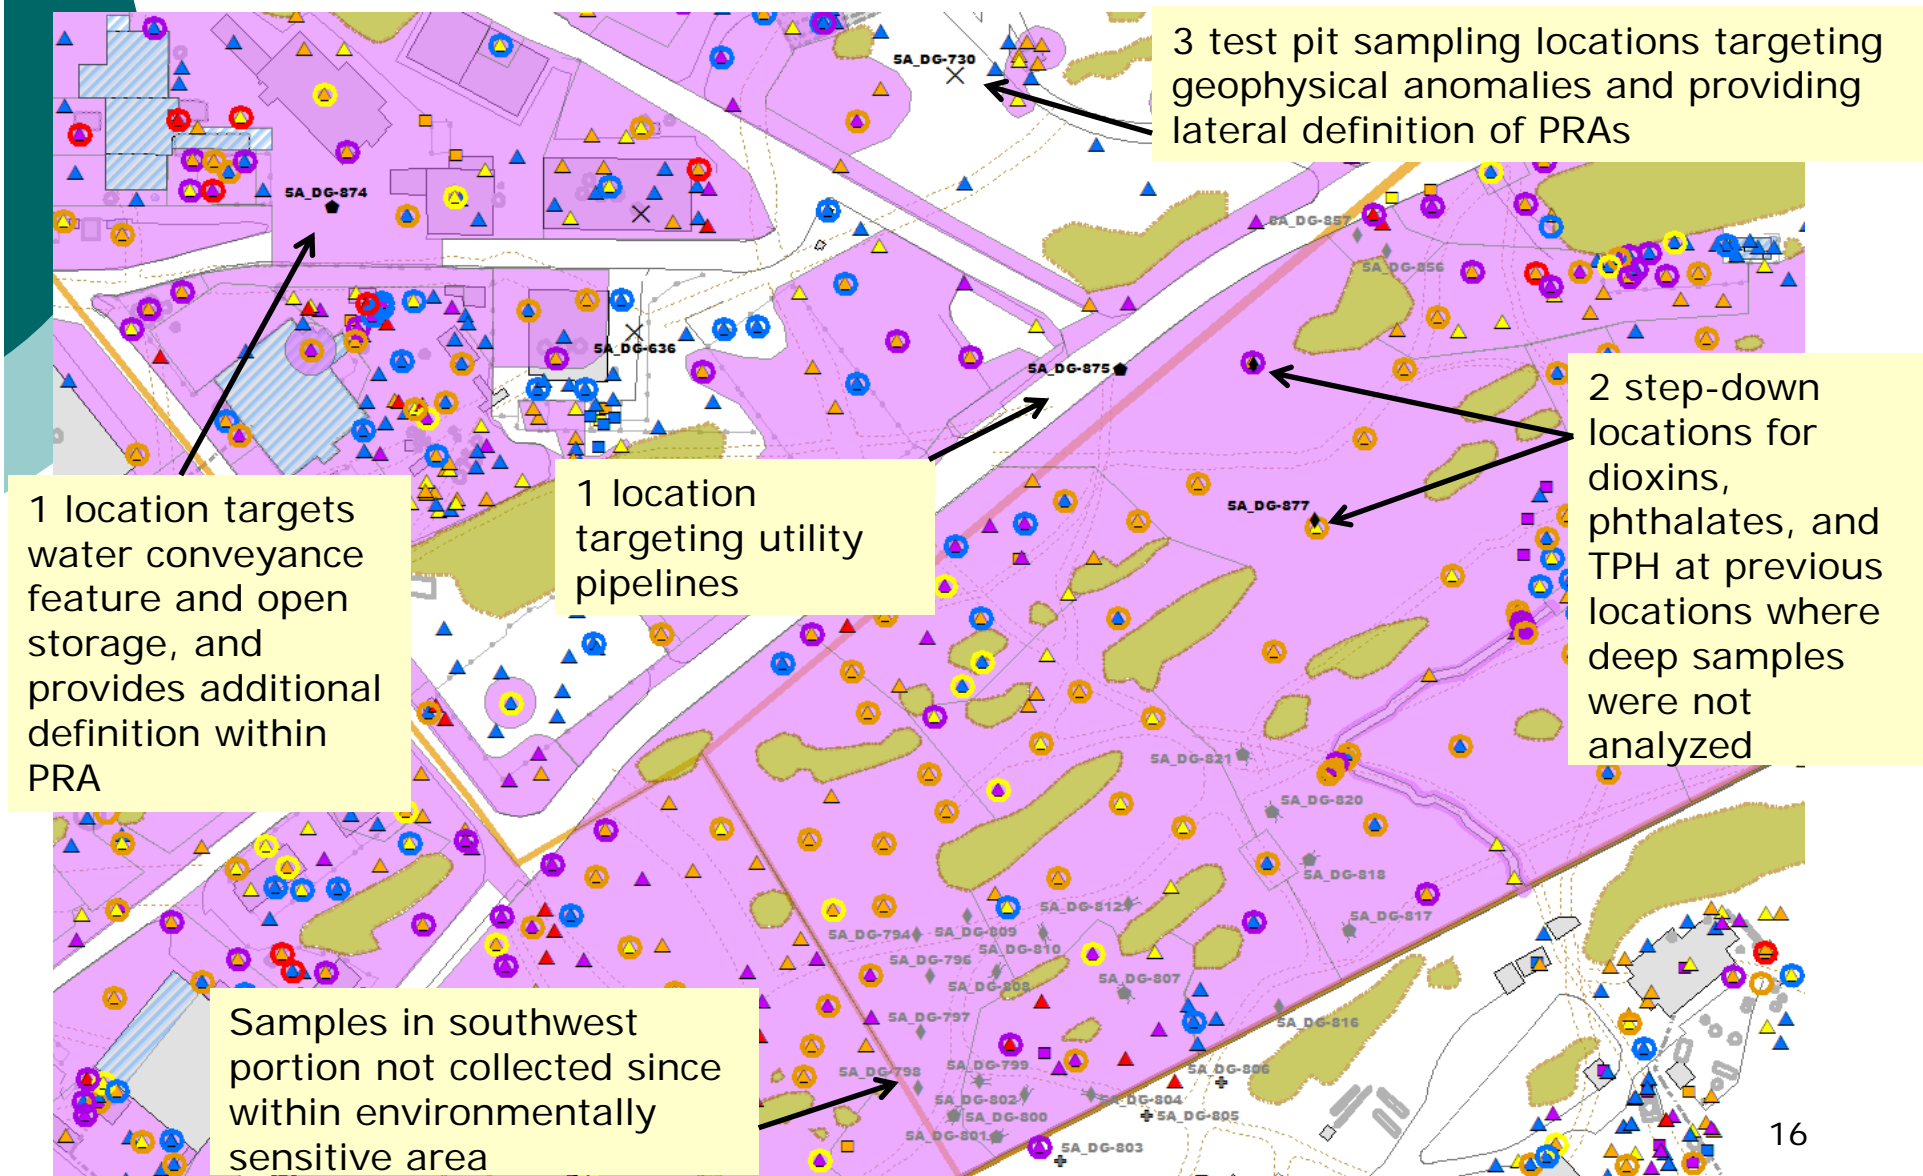 3 test pit sampling locations targeting
geophysical anomalies and providing
lateral definition of PRAs
5A_DG-730
5A_DG-874
5A_DG-857
5A_DG-856
5A_DG-636
5A_DG-875
2 step-down
locations for
dioxins,
phthalates, and
TPH at previous
locations where
deep samples
were not
analyzed
1 location targets
water conveyance
feature and open
storage, and
provides additional
definition within
PRA
1 location
targeting utility
pipelines
5A_DG-877
5A_DG-821
5A_DG-820
5A_DG-818
5A_DG-812
5A_DG-817
5A_DG-794
5A_DG-809
5A_DG-810
5A_DG-796
5A_DG-808
5A_DG-807
5A_DG-797
5A_DG-816
5A_DG-799
5A_DG-798
5A_DG-806
5A_DG-802
5A_DG-804
5A_DG-800
5A_DG-805
5A_DG-801
5A_DG-803
Samples in southwest
portion not collected since
within environmentally
sensitive area
16